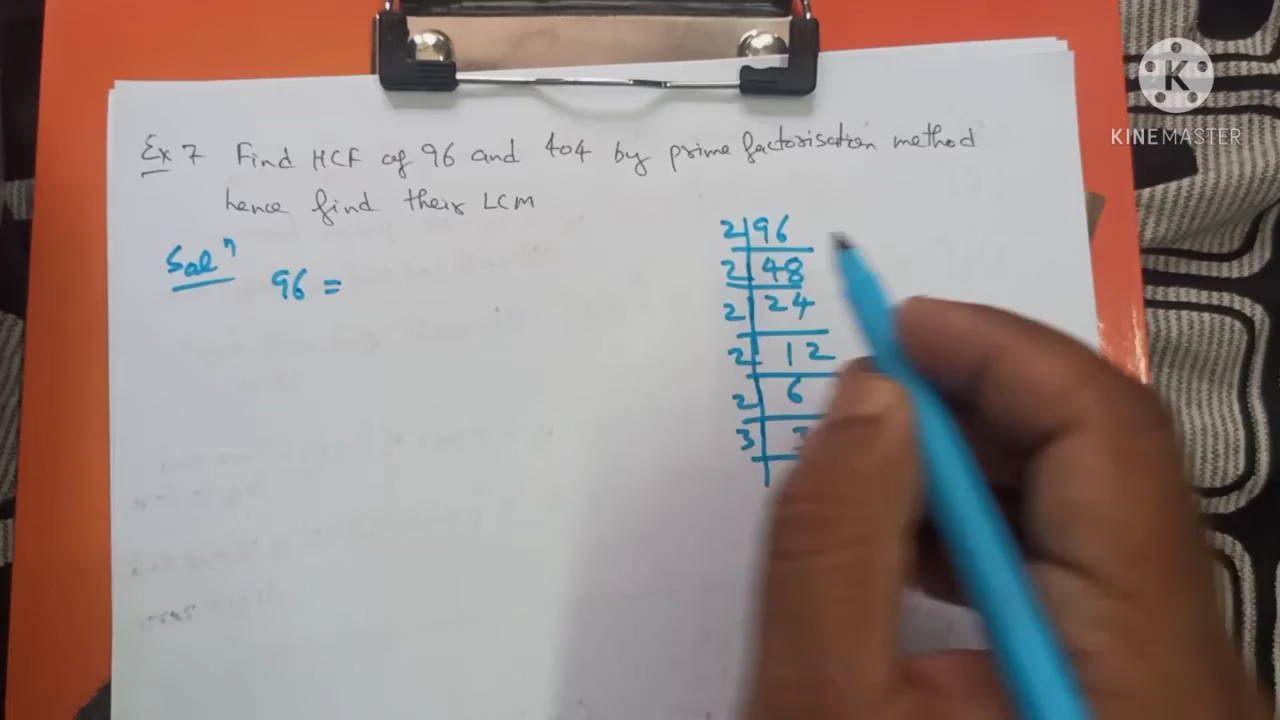 Ex 7 Find HCF of 96 and 404 by prime factorisation method
hence find their LCM
Solⁿ
96 =
2 | 96
2 | 48
2 | 24
2 | 12
2 | 6
3 | 3
K
KINEMASTER